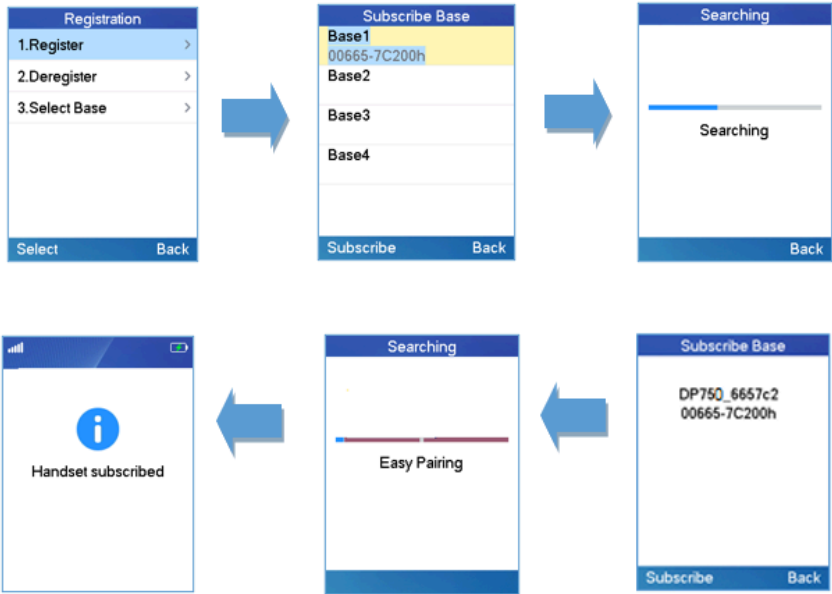 Registration
1.Register
2.Deregister
3.Select Base
Select Back
Subscribe Base
Base1
00665-7C200h
Base2
Base3
Base4
Subscribe Back
Searching
Searching
Back
Subscribe Base
DP750_6657c2
00665-7C200h
Subscribe Back
Searching
Easy Pairing
Handset subscribed